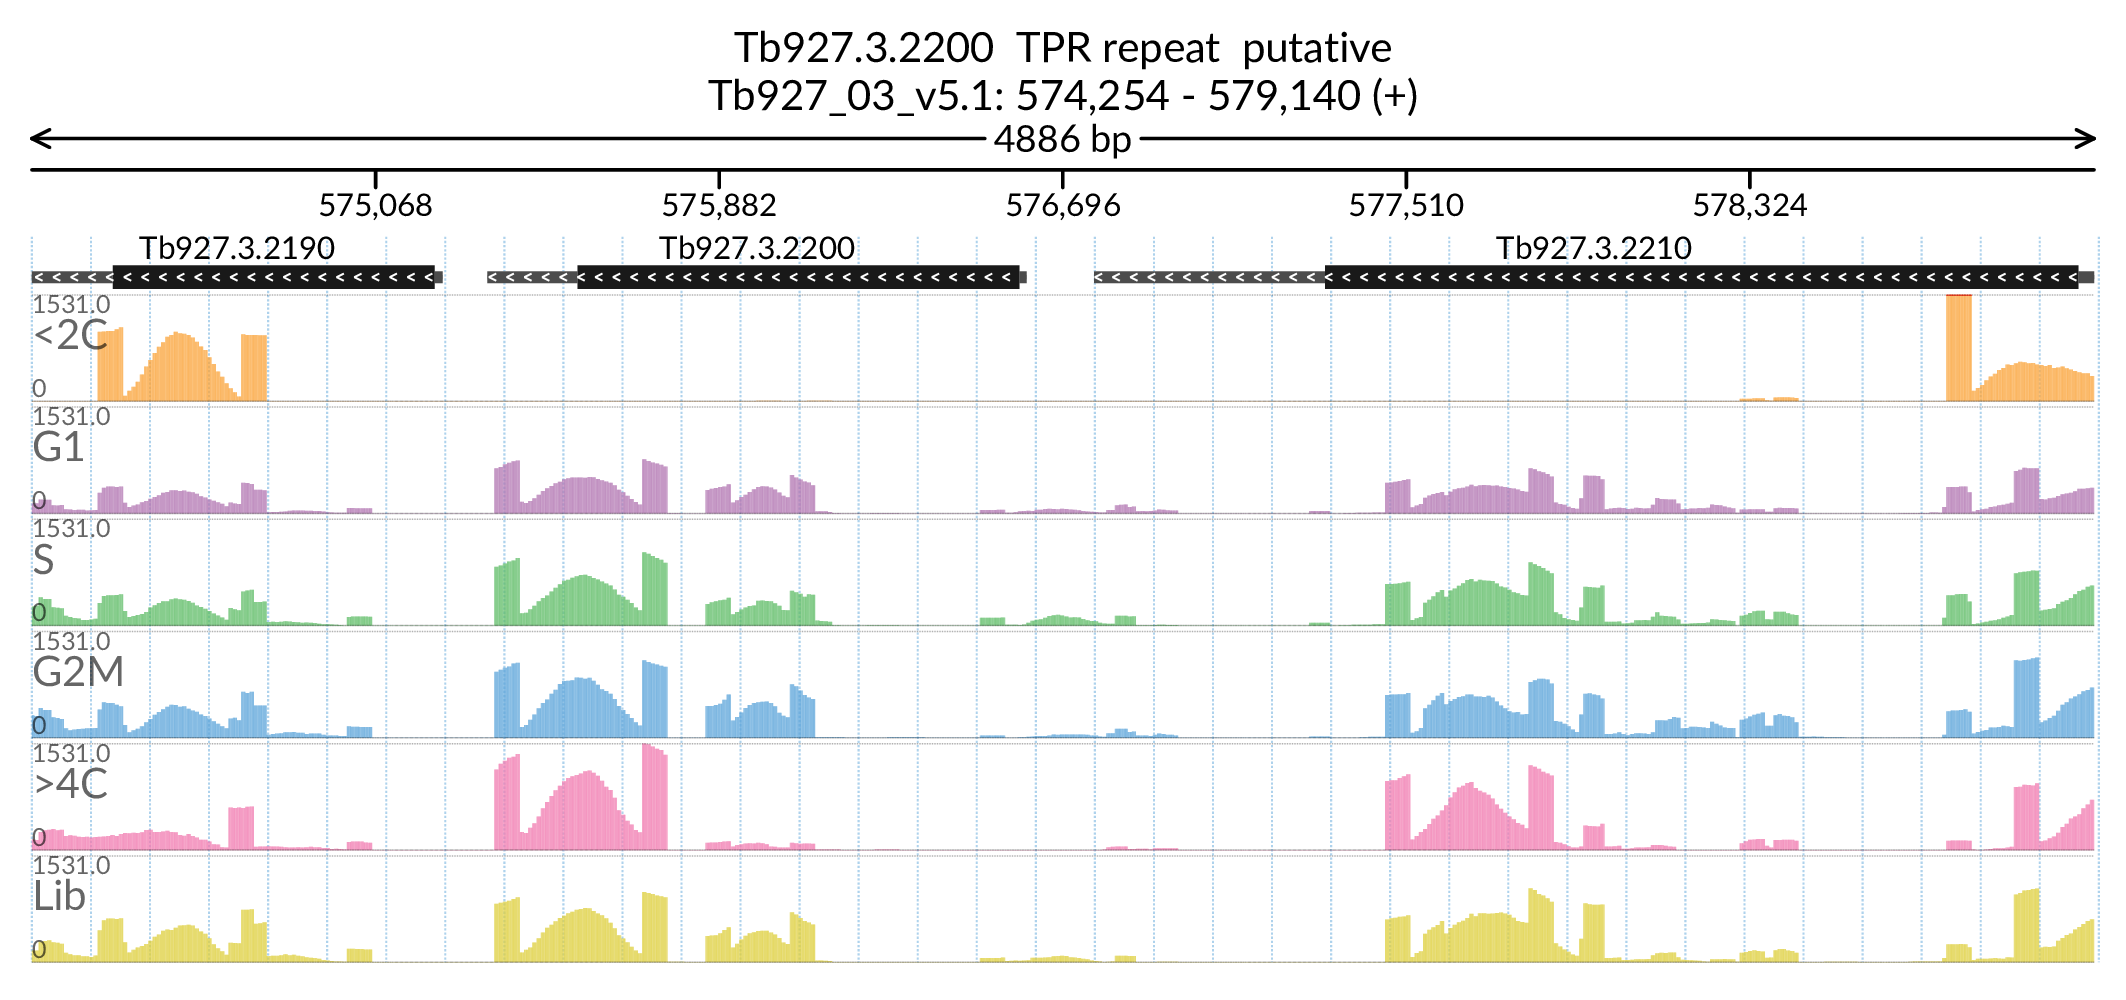 Tb927.3.2200 TPR repeat putative
Tb927_03_v5.1: 574,254 - 579,140 (+)
4886 bp
575,068 575,882 576,696 577,510 578,324
Tb927.3.2190 Tb927.3.2200 Tb927.3.2210
1531.0
<2C
0
1531.0
G1
0
1531.0
S
0
1531.0
G2M
0
1531.0
>4C
0
1531.0
Lib
0